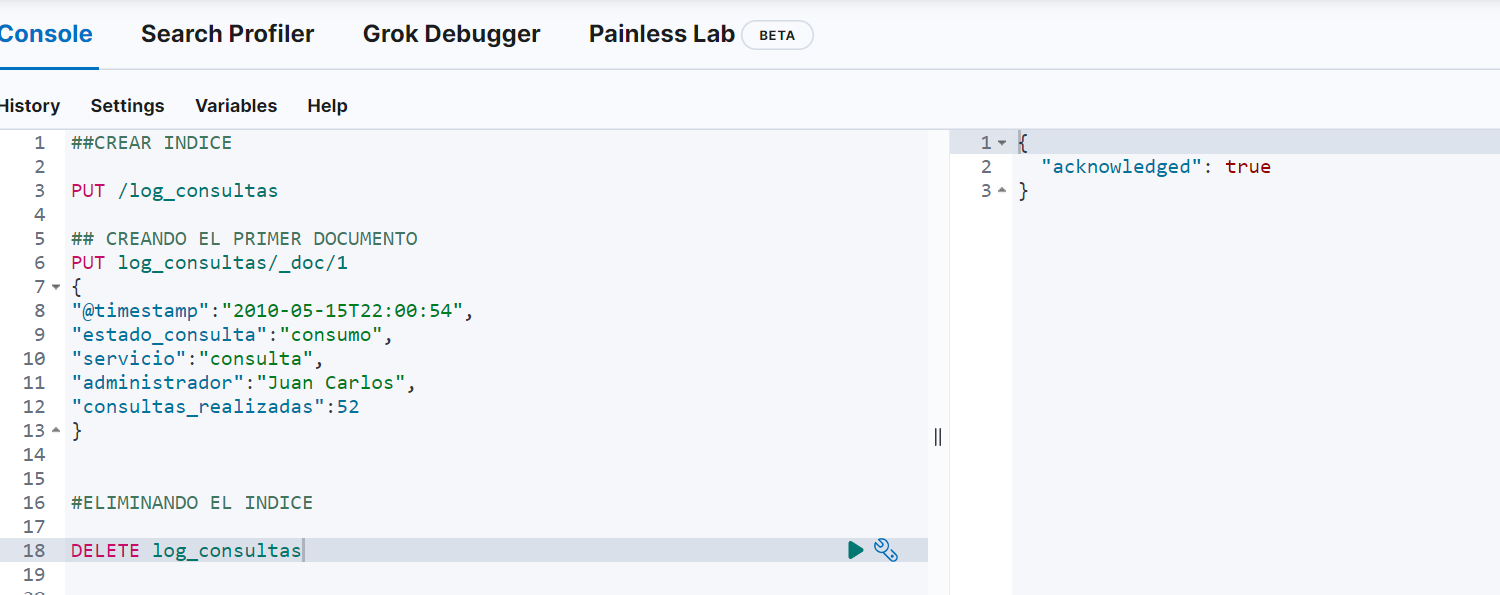 Console Search Profiler Grok Debugger Painless Lab BETA
History Settings Variables Help
1 ##CREAR INDICE
2
3 PUT /log_consultas
4
5 ## CREANDO EL PRIMER DOCUMENTO
6 PUT log_consultas/_doc/1
7 {
8 "@timestamp":"2010-05-15T22:00:54",
9 "estado_consulta":"consumo",
10 "servicio":"consulta",
11 "administrador":"Juan Carlos",
12 "consultas_realizadas":52
13 }
14
15
16 #ELIMINANDO EL INDICE
17
18 DELETE log_consultas
19
1 {
2 "acknowledged": true
3 }